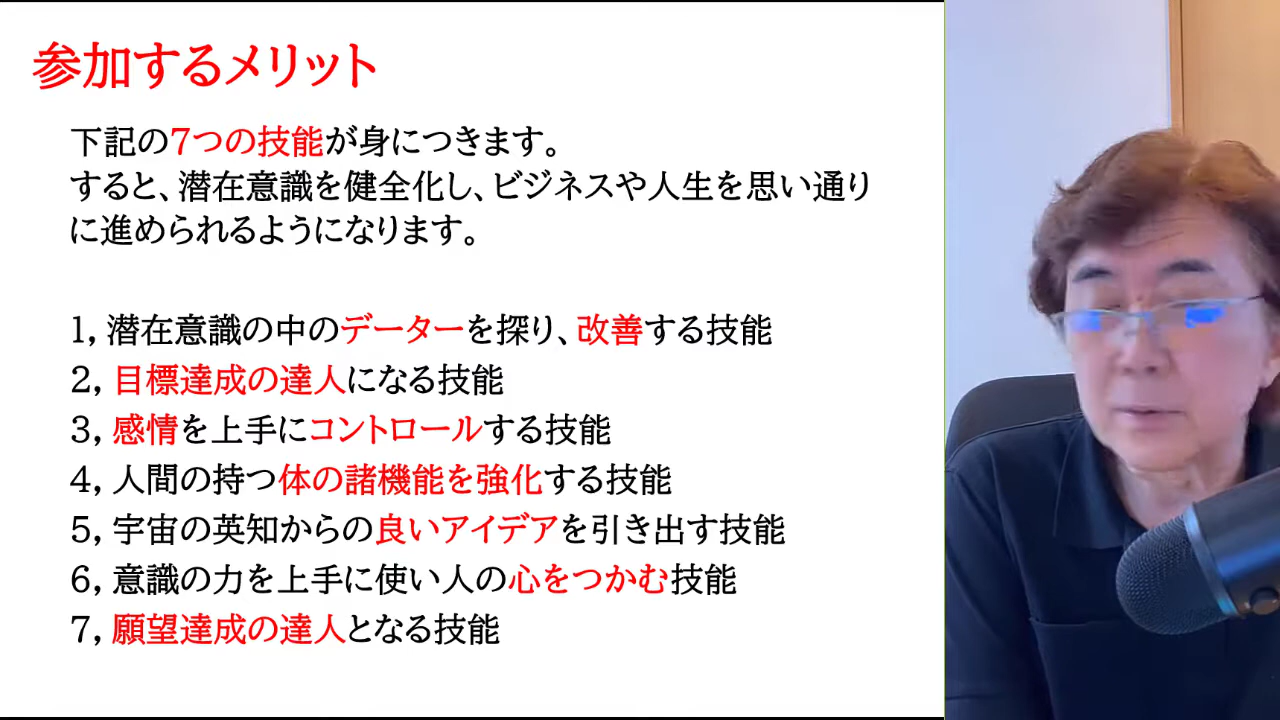 参加するメリット
下記の7つの技能が身につきます。
すると、潜在意識を健全化し、ビジネスや人生を思い通り
に進められるようになります。
1, 潜在意識の中のデーターを探り、改善する技能
2, 目標達成の達人になる技能
3, 感情を上手にコントロールする技能
4, 人間の持つ体の諸機能を強化する技能
5, 宇宙の英知からの良いアイデアを引き出す技能
6, 意識の力を上手に使い人の心をつかむ技能
7, 願望達成の達人となる技能